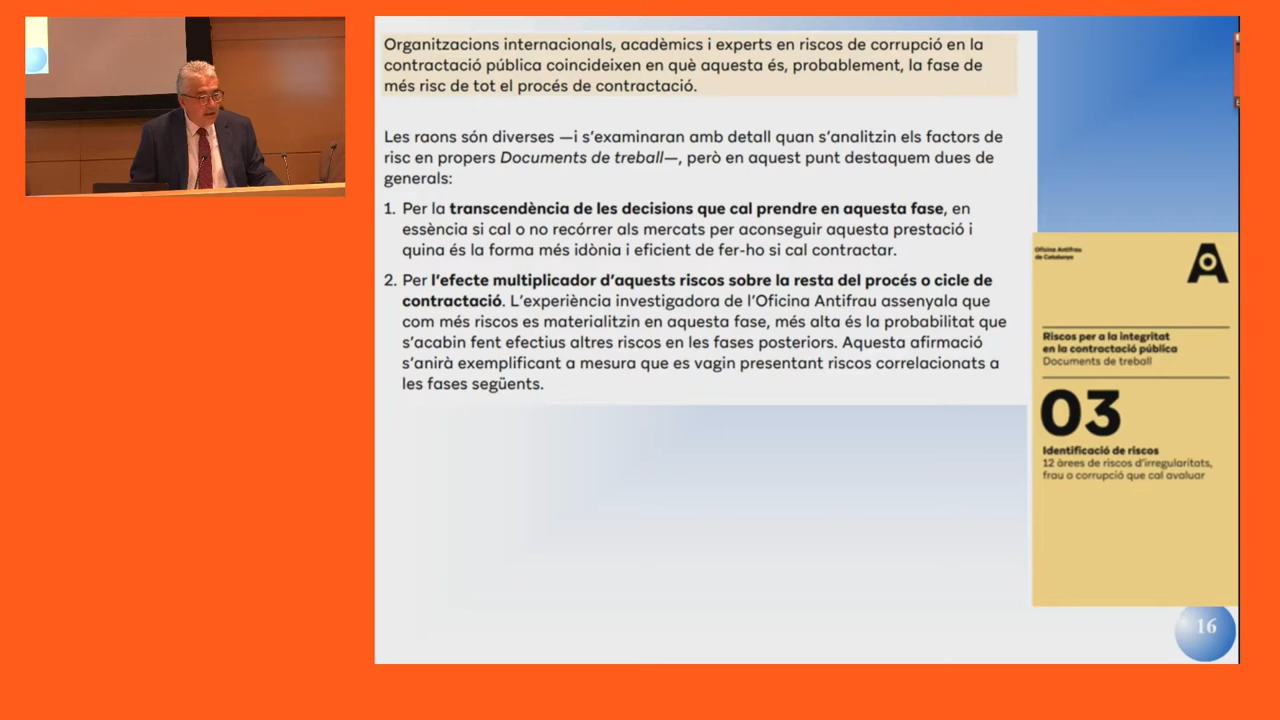 Organitzacions internacionals, acadèmics i experts en riscos de corrupció en la
contractació pública coincideixen en què aquesta és, probablement, la fase de
més risc de tot el procés de contractació.
Les raons són diverses —i s'examinaran amb detall quan s'analitzin els factors de
risc en propers Documents de treball—, però en aquest punt destaquem dues de
generals:
1. Per la transcendència de les decisions que cal prendre en aquesta fase, en
essència si cal o no recórrer als mercats per aconseguir aquesta prestació i
quina és la forma més idònia i eficient de fer-ho si cal contractar.
2. Per l'efecte multiplicador d'aquests riscos sobre la resta del procés o cicle de
contractació. L'experiència investigadora de l'Oficina Antifrau assenyala que
com més riscos es materialitzin en aquesta fase, més alta és la probabilitat que
s'acabin fent efectius altres riscos en les fases posteriors. Aquesta afirmació
s'anirà exemplificant a mesura que es vagin presentant riscos correlacionats a
les fases següents.
Oficina Antifrau
de Catalunya
Riscos per a la integritat
en la contractació pública
Documents de treball
03
Identificació de riscos
12 àrees de riscos d'irregularitats,
frau o corrupció que cal avaluar
16